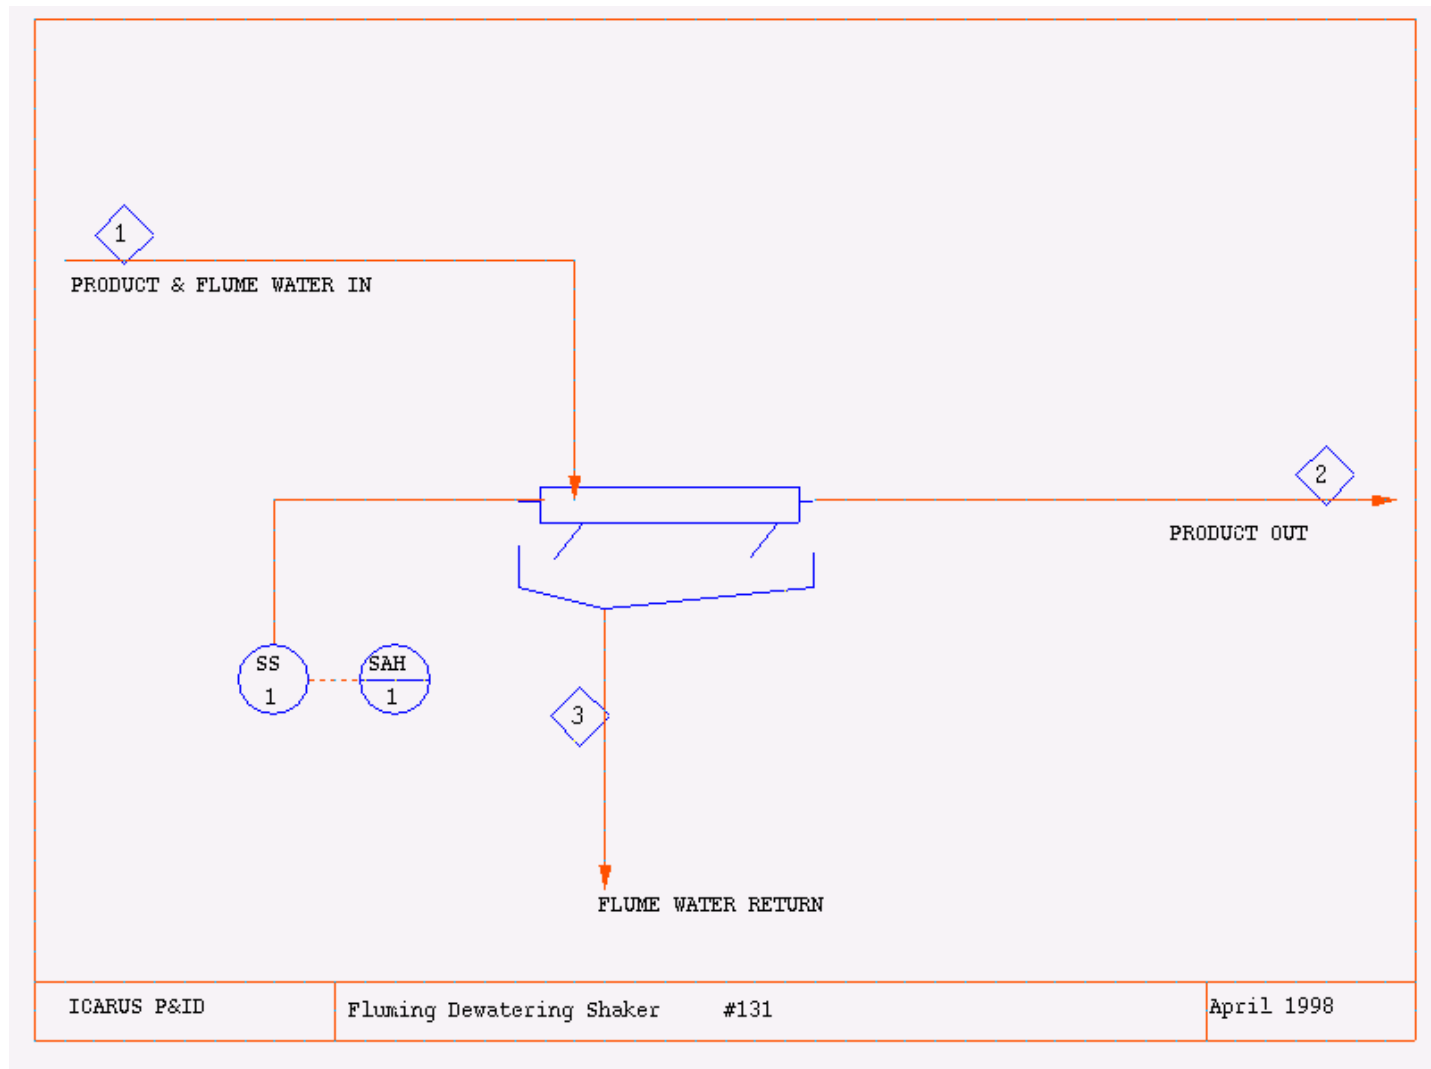 1
PRODUCT & FLUME WATER IN
2
PRODUCT OUT
SS
1
SAH
1
3
FLUME WATER RETURN
ICARUS P&ID
Fluming Dewatering Shaker #131
April 1998